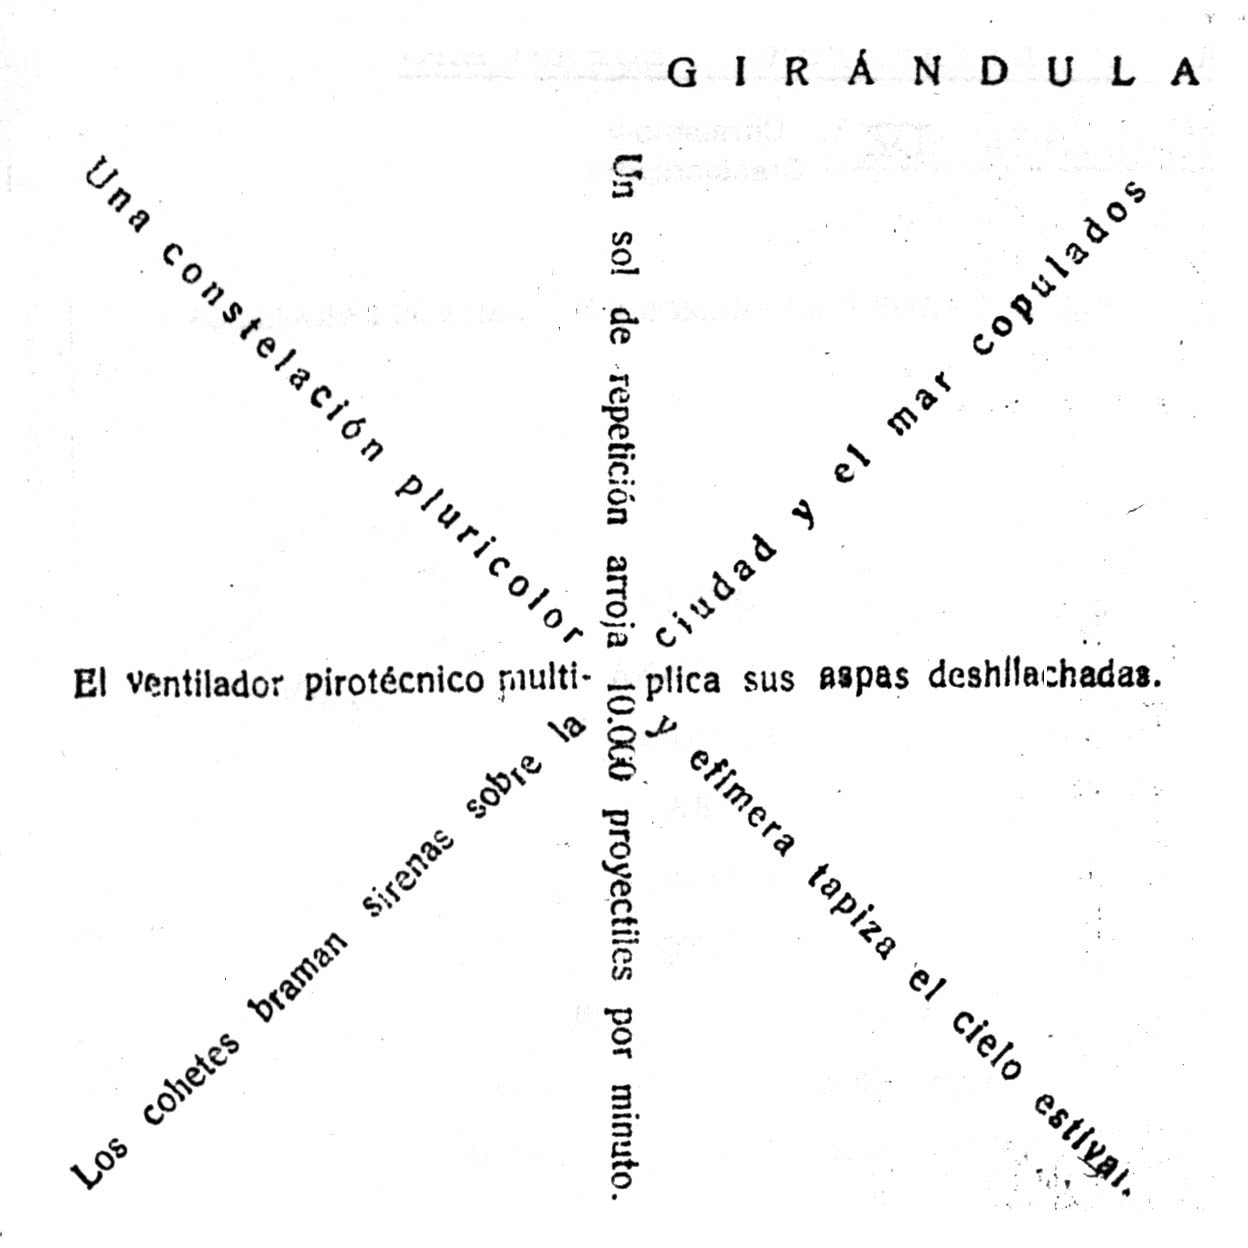 GIRÁNDULA
Una constelación pluricolor y efímera tapiza el cielo estival.
Un sol de repetición arroja 10.000 proyectiles por minuto.
Los cohetes braman sirenas sobre la ciudad y el mar copulados
El ventilador pirotécnico multi-plica sus aspas deshilachadas.